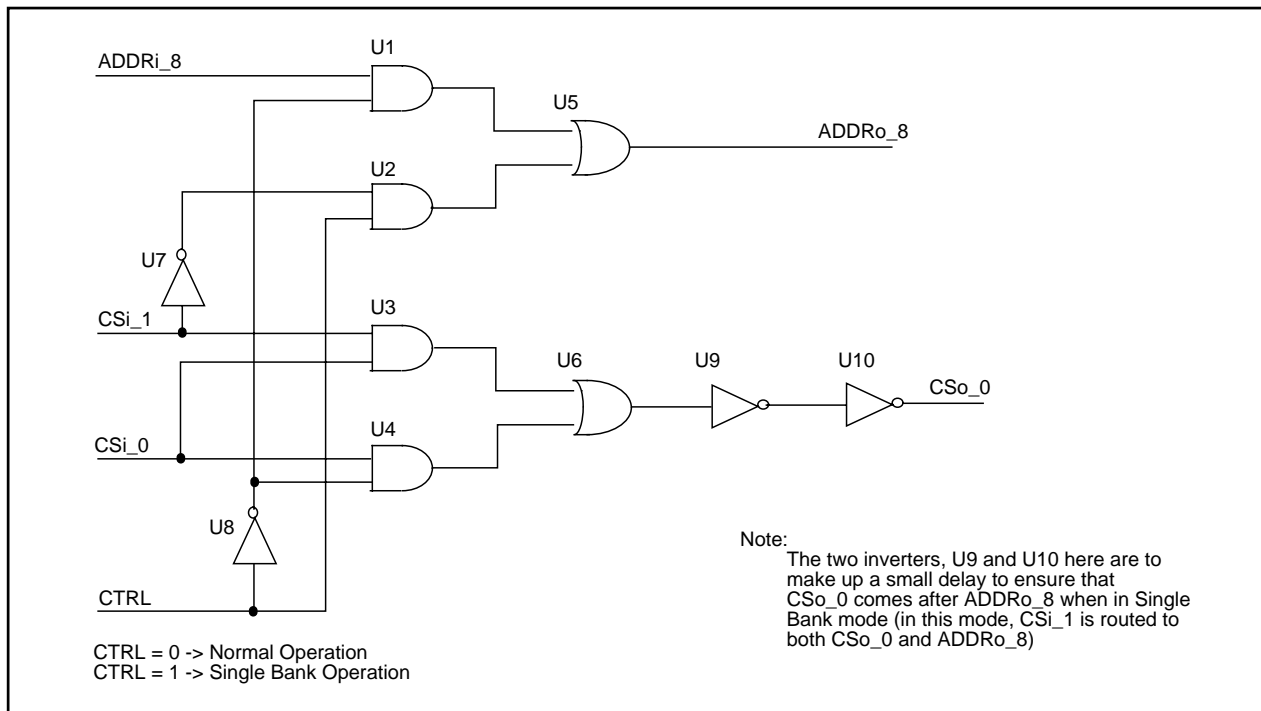 U1
ADDRi_8
U5
ADDRo_8
U2
U7
CSi_1
U3
U6
U9
U10
CSo_0
CSi_0
U4
U8
CTRL
CTRL = 0 -> Normal Operation
CTRL = 1 -> Single Bank Operation
Note:
The two inverters, U9 and U10 here are to
make up a small delay to ensure that
CSo_0 comes after ADDRo_8 when in Single
Bank mode (in this mode, CSi_1 is routed to
both CSo_0 and ADDRo_8)